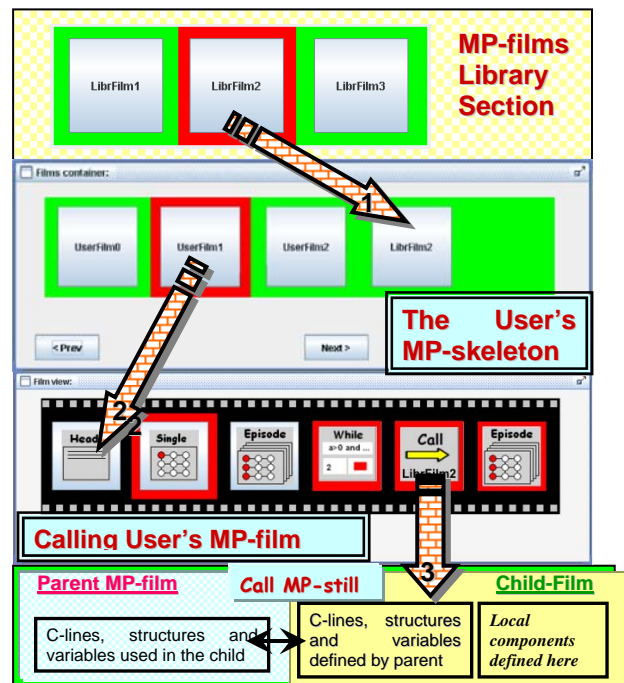 MP-films
Library
Section
LibrFilm1
LibrFilm2
LibrFilm3
Films container:
1
UserFilm0
UserFilm1
UserFilm2
LibrFilm2
The User's
MP-skeleton
< Prev
Next >
Film view:
2
2
Head
Single
Episode
While
a>0 and ...
2
Call
LibrFilm2
Episode
Calling User's MP-film
3
Parent MP-film
Call MP-still
Child-Film
C-lines, structures and
variables used in the child
C-lines, structures
and variables
defined by parent
Local
components
defined here